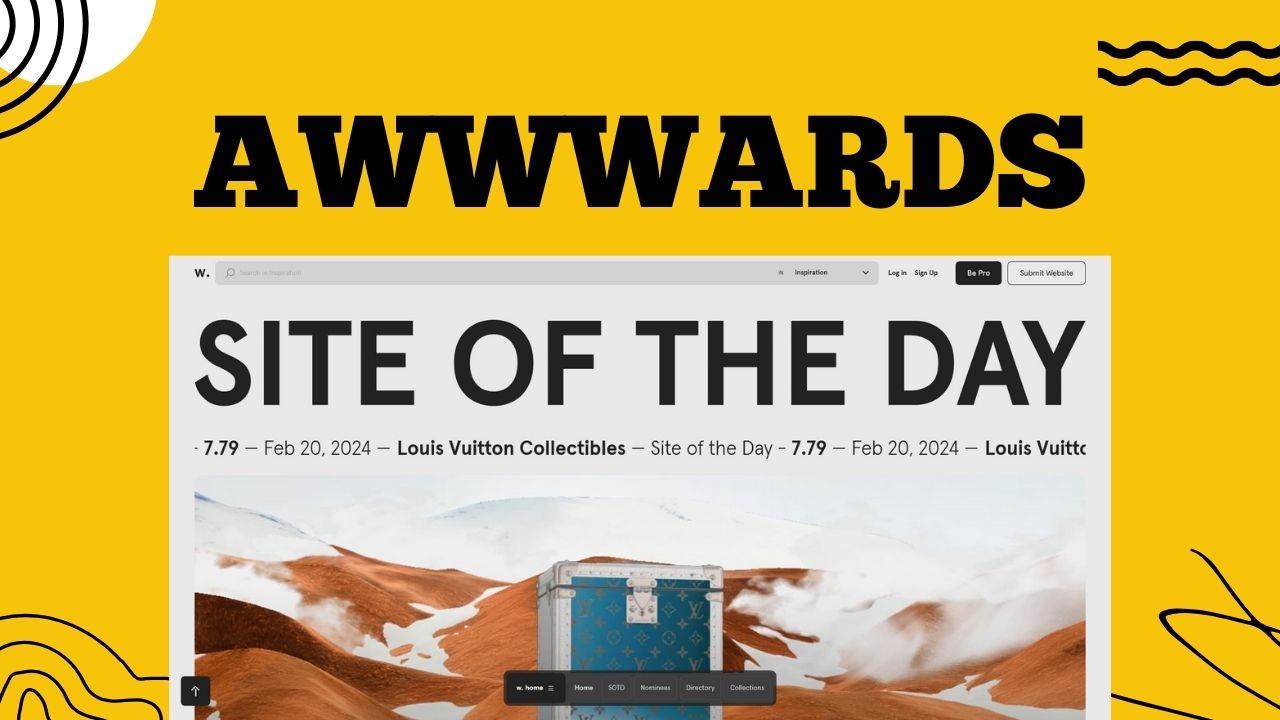 AWWWARDS
w. Search in Inspiration IN Inspiration Log in Sign Up Be Pro Submit Website
SITE OF THE DAY
- 7.79 — Feb 20, 2024 — Louis Vuitton Collectibles — Site of the Day - 7.79 — Feb 20, 2024 — Louis Vuitto
w. home Home SOTD Nominees Directory Collections